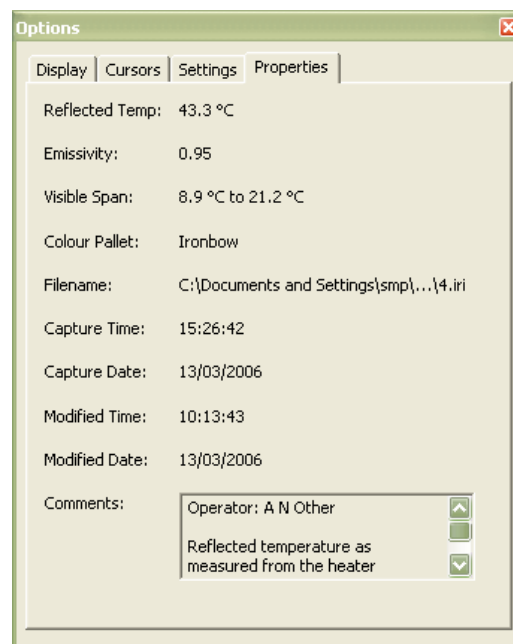 Options
Display Cursors Settings Properties
Reflected Temp: 43.3 °C
Emissivity: 0.95
Visible Span: 8.9 °C to 21.2 °C
Colour Pallet: Ironbow
Filename: C:\Documents and Settings\smp\...\4.iri
Capture Time: 15:26:42
Capture Date: 13/03/2006
Modified Time: 10:13:43
Modified Date: 13/03/2006
Comments: Operator: A N Other
Reflected temperature as
measured from the heater